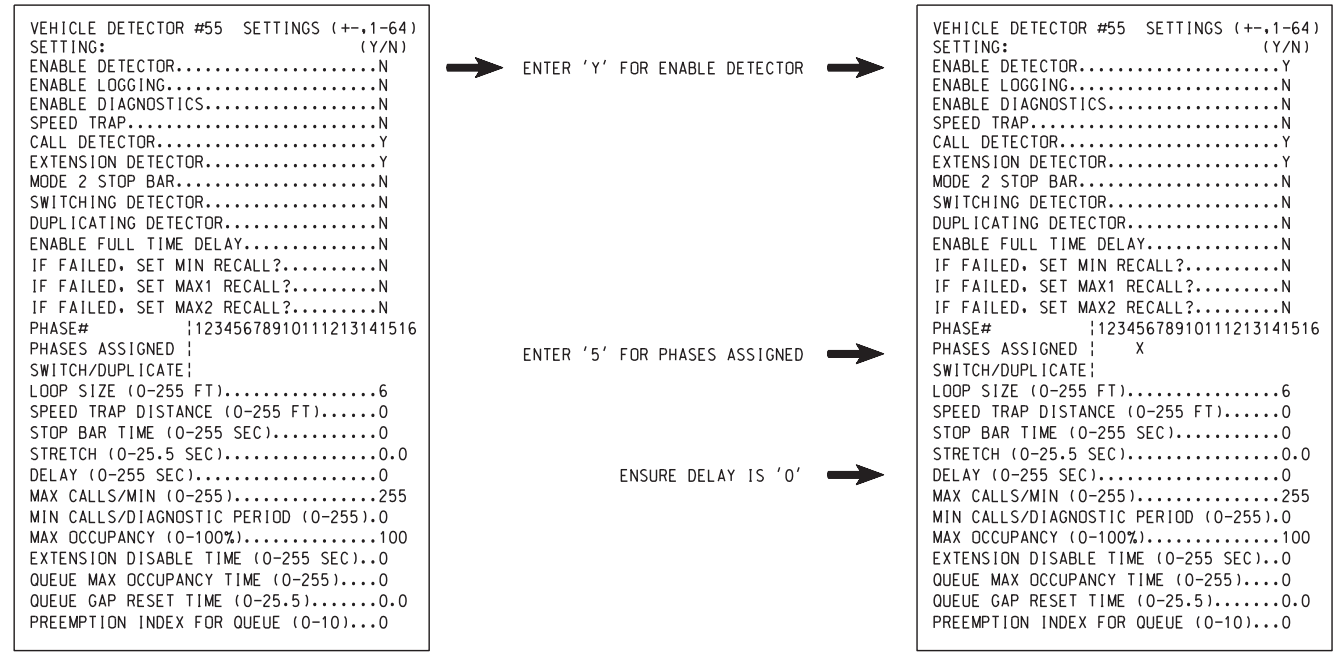 VEHICLE DETECTOR #55 SETTINGS (+-,1-64)
SETTING: (Y/N)
ENABLE DETECTOR.....................N
ENABLE LOGGING......................N
ENABLE DIAGNOSTICS..................N
SPEED TRAP..........................N
CALL DETECTOR.......................Y
EXTENSION DETECTOR..................Y
MODE 2 STOP BAR.....................N
SWITCHING DETECTOR..................N
DUPLICATING DETECTOR................N
ENABLE FULL TIME DELAY..............N
IF FAILED, SET MIN RECALL?..........N
IF FAILED, SET MAX1 RECALL?.........N
IF FAILED, SET MAX2 RECALL?.........N
PHASE# |12345678910111213141516
PHASES ASSIGNED |
SWITCH/DUPLICATE|
LOOP SIZE (0-255 FT)................6
SPEED TRAP DISTANCE (0-255 FT)......0
STOP BAR TIME (0-255 SEC)...........0
STRETCH (0-25.5 SEC)................0.0
DELAY (0-255 SEC)...................0
MAX CALLS/MIN (0-255)...............255
MIN CALLS/DIAGNOSTIC PERIOD (0-255).0
MAX OCCUPANCY (0-100%)..............100
EXTENSION DISABLE TIME (0-255 SEC)..0
QUEUE MAX OCCUPANCY TIME (0-255)....0
QUEUE GAP RESET TIME (0-25.5).......0.0
PREEMPTION INDEX FOR QUEUE (0-10)...0
ENTER 'Y' FOR ENABLE DETECTOR
ENTER '5' FOR PHASES ASSIGNED
ENSURE DELAY IS '0'
VEHICLE DETECTOR #55 SETTINGS (+-,1-64)
SETTING: (Y/N)
ENABLE DETECTOR.....................Y
ENABLE LOGGING......................N
ENABLE DIAGNOSTICS..................N
SPEED TRAP..........................N
CALL DETECTOR.......................Y
EXTENSION DETECTOR..................Y
MODE 2 STOP BAR.....................N
SWITCHING DETECTOR..................N
DUPLICATING DETECTOR................N
ENABLE FULL TIME DELAY..............N
IF FAILED, SET MIN RECALL?..........N
IF FAILED, SET MAX1 RECALL?.........N
IF FAILED, SET MAX2 RECALL?.........N
PHASE# |12345678910111213141516
PHASES ASSIGNED | X
SWITCH/DUPLICATE|
LOOP SIZE (0-255 FT)................6
SPEED TRAP DISTANCE (0-255 FT)......0
STOP BAR TIME (0-255 SEC)...........0
STRETCH (0-25.5 SEC)................0.0
DELAY (0-255 SEC)...................0
MAX CALLS/MIN (0-255)...............255
MIN CALLS/DIAGNOSTIC PERIOD (0-255).0
MAX OCCUPANCY (0-100%)..............100
EXTENSION DISABLE TIME (0-255 SEC)..0
QUEUE MAX OCCUPANCY TIME (0-255)....0
QUEUE GAP RESET TIME (0-25.5).......0.0
PREEMPTION INDEX FOR QUEUE (0-10)...0